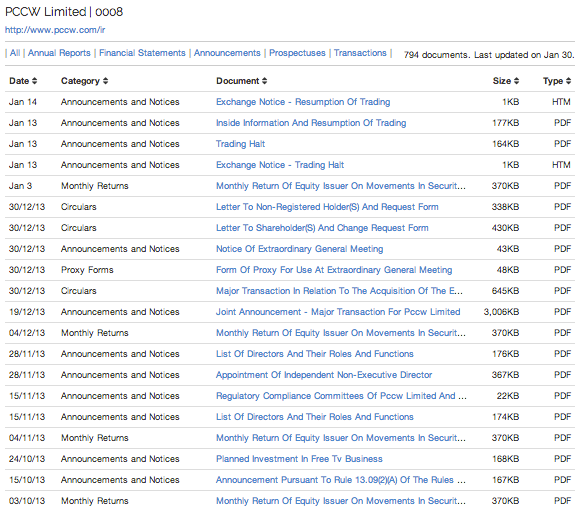 PCCW Limited | 0008
http://www.pccw.com/ir
| All | Annual Reports | Financial Statements | Announcements | Prospectuses | Transactions | 794 documents. Last updated on Jan 30.
Date Category Document Size Type
Jan 14 Announcements and Notices Exchange Notice - Resumption Of Trading 1KB HTM
Jan 13 Announcements and Notices Inside Information And Resumption Of Trading 177KB PDF
Jan 13 Announcements and Notices Trading Halt 164KB PDF
Jan 13 Announcements and Notices Exchange Notice - Trading Halt 1KB HTM
Jan 3 Monthly Returns Monthly Return Of Equity Issuer On Movements In Securit... 370KB PDF
30/12/13 Circulars Letter To Non-Registered Holder(S) And Request Form 338KB PDF
30/12/13 Circulars Letter To Shareholder(S) And Change Request Form 430KB PDF
30/12/13 Announcements and Notices Notice Of Extraordinary General Meeting 43KB PDF
30/12/13 Proxy Forms Form Of Proxy For Use At Extraordinary General Meeting 48KB PDF
30/12/13 Circulars Major Transaction In Relation To The Acquisition Of The E... 645KB PDF
19/12/13 Announcements and Notices Joint Announcement - Major Transaction For Pccw Limited 3,006KB PDF
04/12/13 Monthly Returns Monthly Return Of Equity Issuer On Movements In Securit... 370KB PDF
28/11/13 Announcements and Notices List Of Directors And Their Roles And Functions 176KB PDF
28/11/13 Announcements and Notices Appointment Of Independent Non-Executive Director 367KB PDF
15/11/13 Announcements and Notices Regulatory Compliance Committees Of Pccw Limited And ... 22KB PDF
15/11/13 Announcements and Notices List Of Directors And Their Roles And Functions 174KB PDF
04/11/13 Monthly Returns Monthly Return Of Equity Issuer On Movements In Securit... 370KB PDF
24/10/13 Announcements and Notices Planned Investment In Free Tv Business 168KB PDF
15/10/13 Announcements and Notices Announcement Pursuant To Rule 13.09(2)(A) Of The Rules ... 167KB PDF
03/10/13 Monthly Returns Monthly Return Of Equity Issuer On Movements In Securit... 370KB PDF